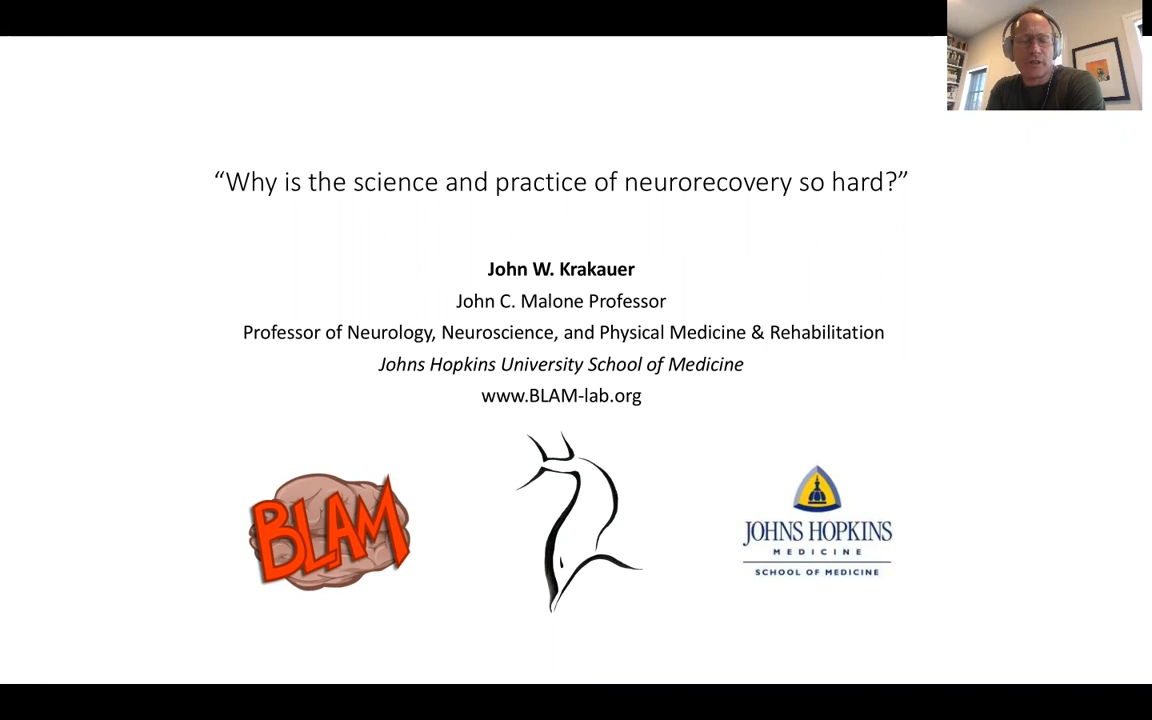 “Why is the science and practice of neurorecovery so hard?”
John W. Krakauer
John C. Malone Professor
Professor of Neurology, Neuroscience, and Physical Medicine & Rehabilitation
Johns Hopkins University School of Medicine
www.BLAM-lab.org
BLAM
JOHNS HOPKINS
MEDICINE
SCHOOL OF MEDICINE